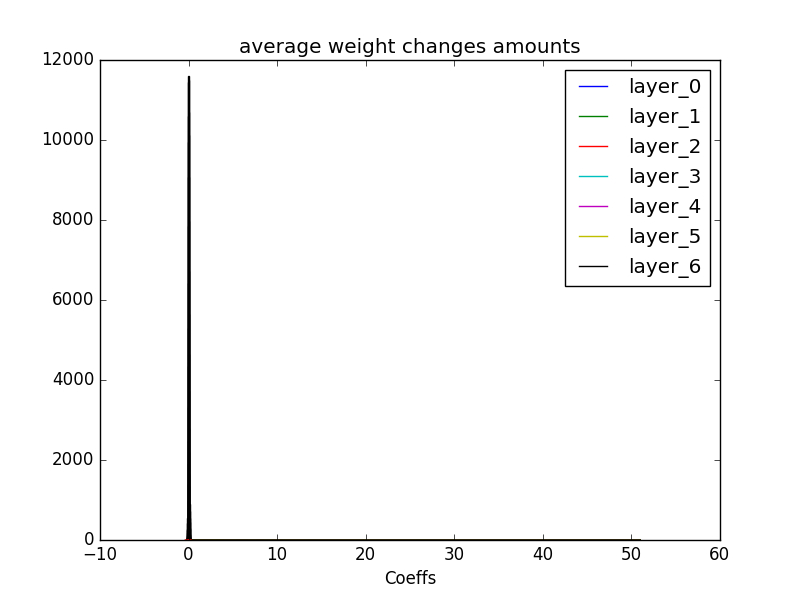 average weight changes amounts
12000
10000
8000
6000
4000
2000
0
−10 0 10 20 30 40 50 60
Coeffs
layer_0
layer_1
layer_2
layer_3
layer_4
layer_5
layer_6